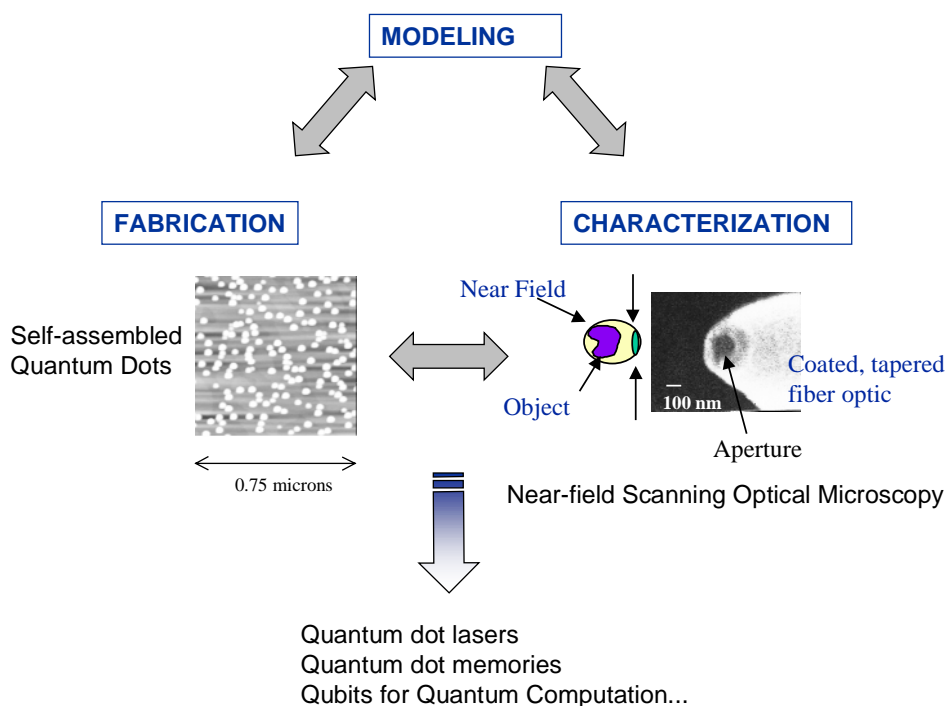 MODELING
FABRICATION
CHARACTERIZATION
Self-assembled
Quantum Dots
0.75 microns
Near Field
Object
100 nm
Coated, tapered
fiber optic
Aperture
Near-field Scanning Optical Microscopy
Quantum dot lasers
Quantum dot memories
Qubits for Quantum Computation...